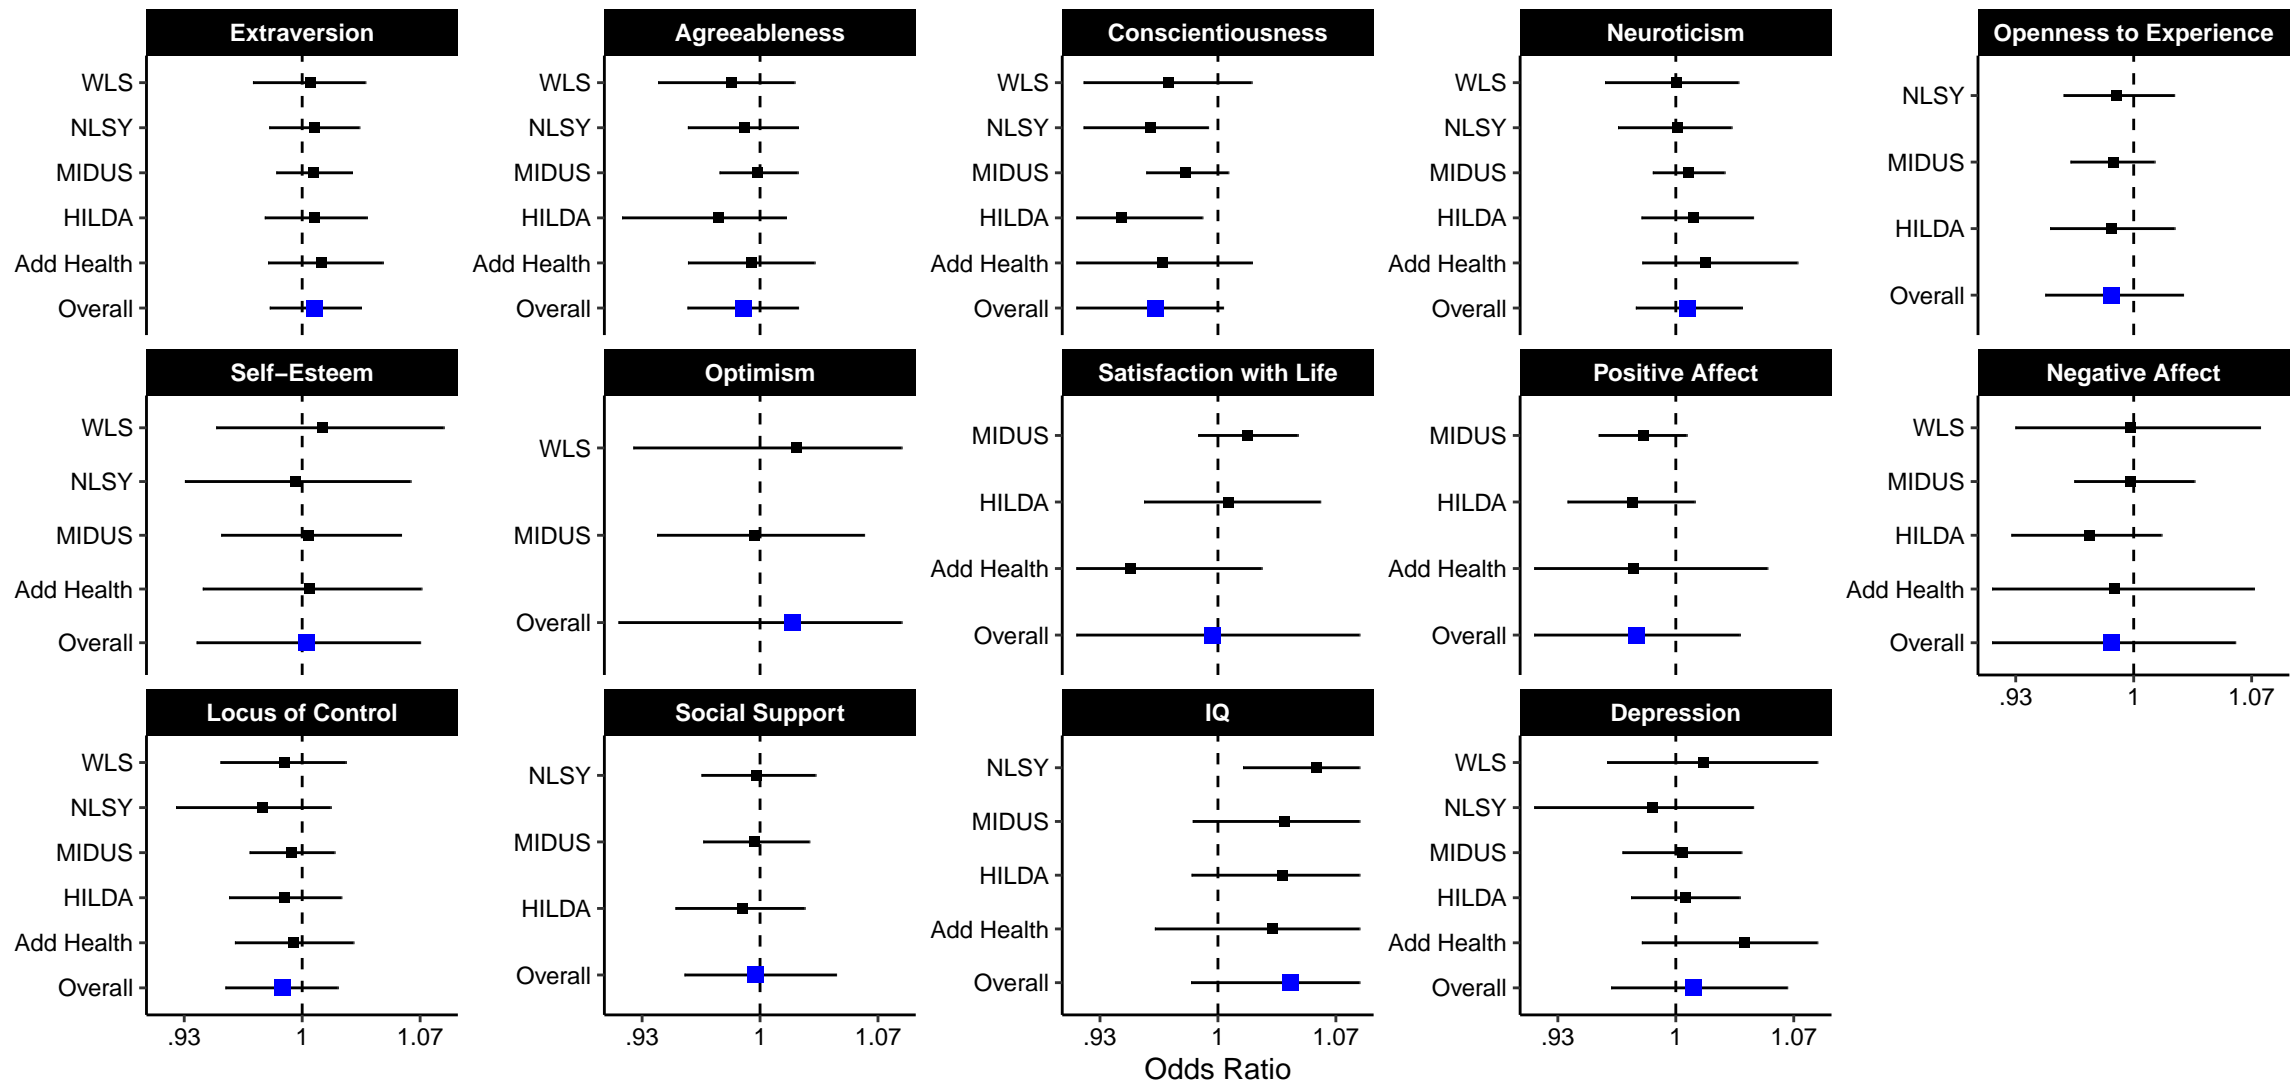 Extraversion
WLS
NLSY
MIDUS
HILDA
Add Health
Overall
Agreeableness
WLS
NLSY
MIDUS
HILDA
Add Health
Overall
Conscientiousness
WLS
NLSY
MIDUS
HILDA
Add Health
Overall
Neuroticism
WLS
NLSY
MIDUS
HILDA
Add Health
Overall
Openness to Experience
NLSY
MIDUS
HILDA
Overall
Self−Esteem
WLS
NLSY
MIDUS
Add Health
Overall
Optimism
WLS
MIDUS
Overall
Satisfaction with Life
MIDUS
HILDA
Add Health
Overall
Positive Affect
MIDUS
HILDA
Add Health
Overall
Negative Affect
WLS
MIDUS
HILDA
Add Health
Overall
.93 1 1.07
Locus of Control
WLS
NLSY
MIDUS
HILDA
Add Health
Overall
.93 1 1.07
Social Support
NLSY
MIDUS
HILDA
Overall
.93 1 1.07
IQ
NLSY
MIDUS
HILDA
Add Health
Overall
.93 1 1.07
Depression
WLS
NLSY
MIDUS
HILDA
Add Health
Overall
.93 1 1.07
Odds Ratio